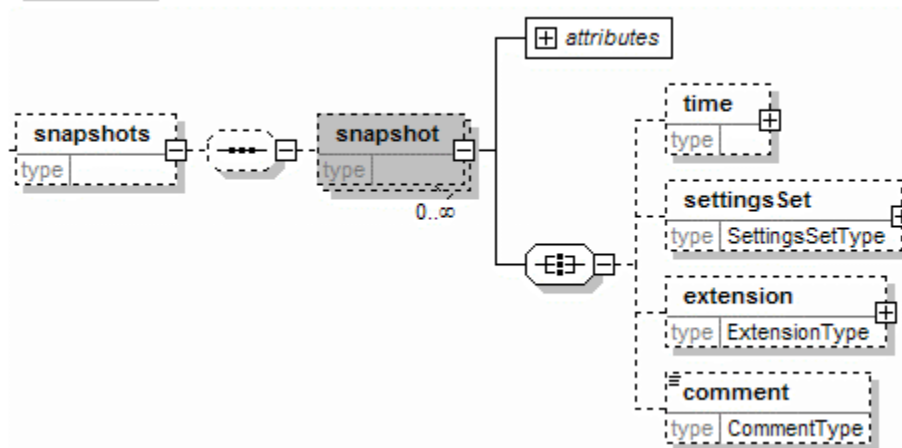 attributes
time
type
snapshots
type
snapshot
type
0..∞
settingsSet
type SettingsSetType
extension
type ExtensionType
comment
type CommentType